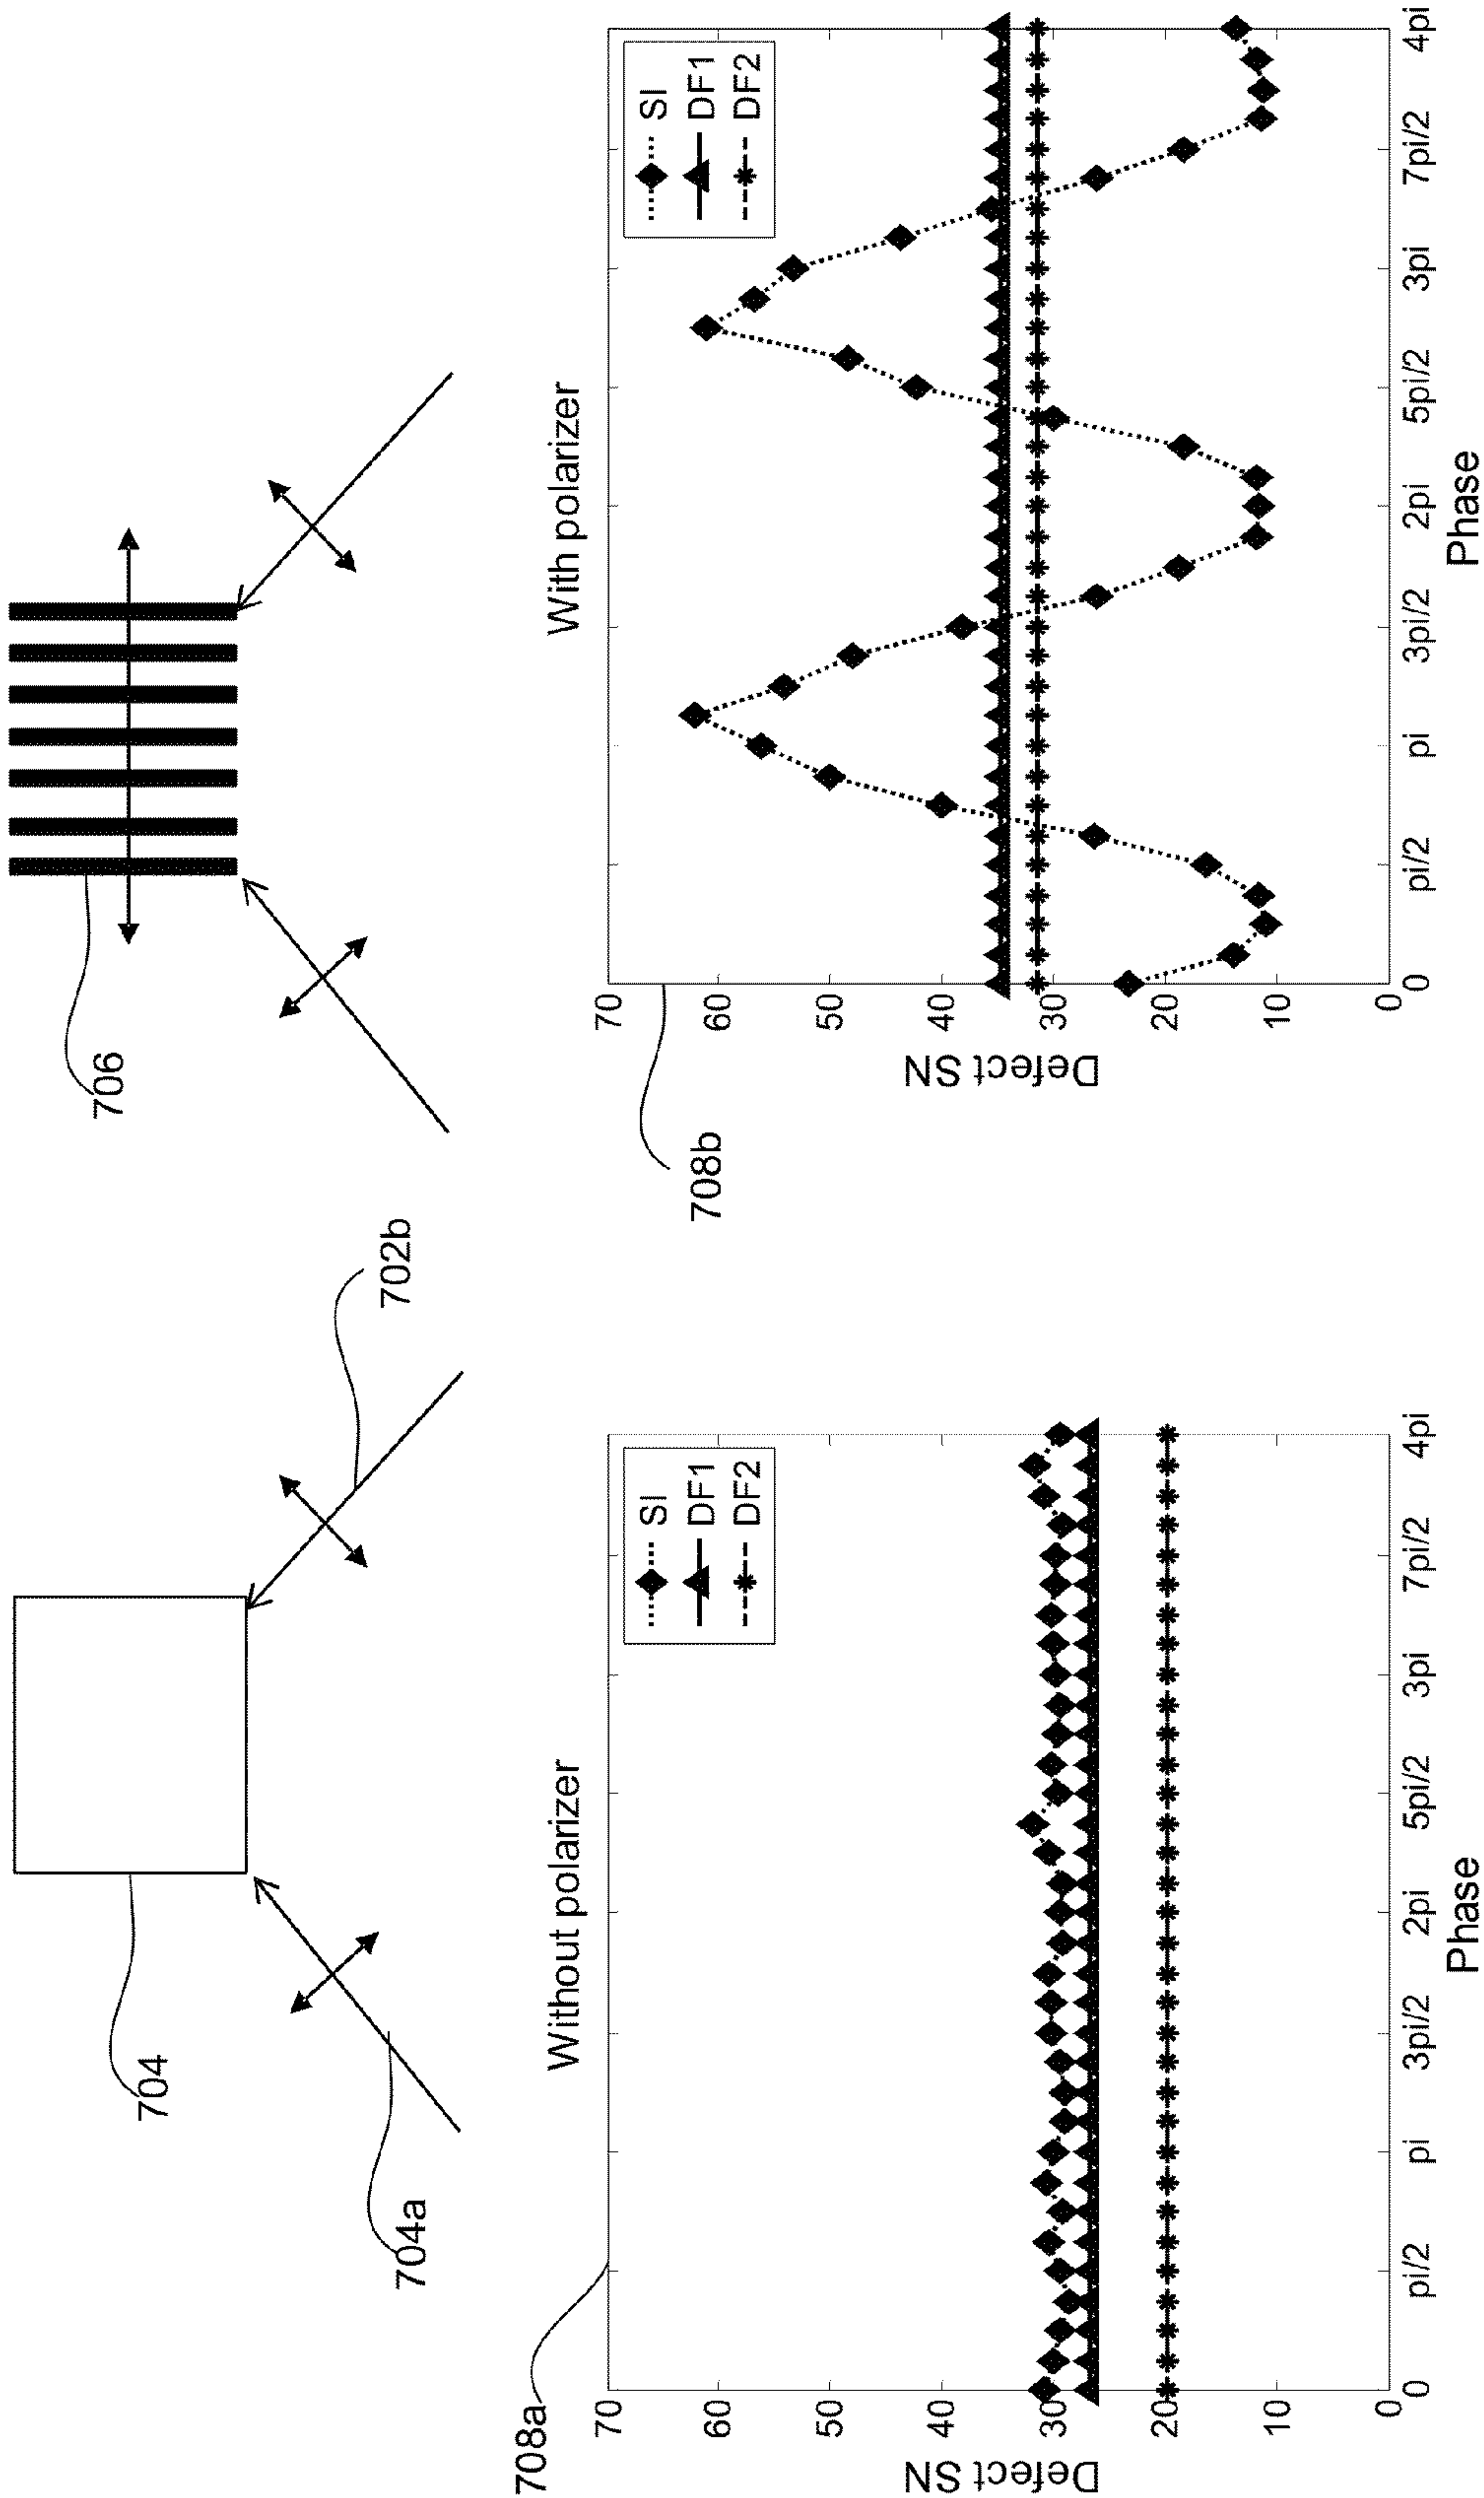 704
704a
702b
706
708a
Without polarizer
SI
DF1
DF2
Defect SN
70
60
50
40
30
20
10
0
0
pi/2
pi
3pi/2
2pi
5pi/2
3pi
7pi/2
4pi
Phase
708b
With polarizer
SI
DF1
DF2
Defect SN
70
60
50
40
30
20
10
0
0
pi/2
pi
3pi/2
2pi
5pi/2
3pi
7pi/2
4pi
Phase